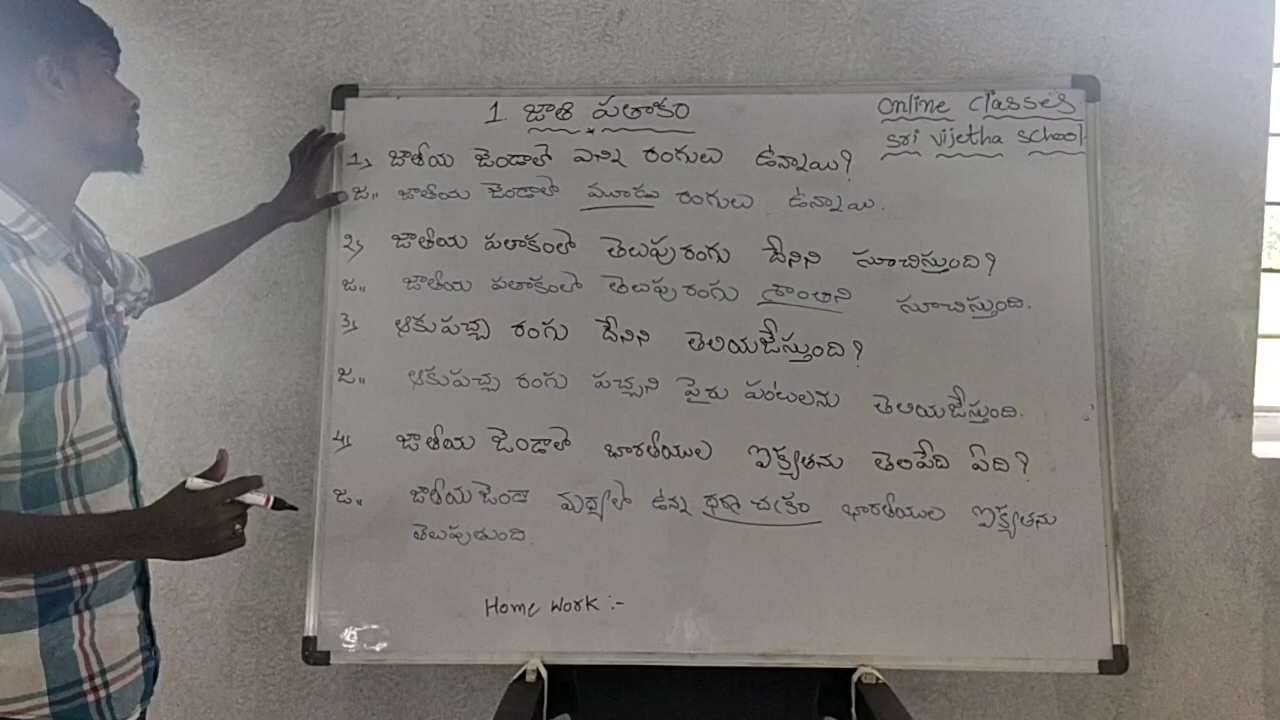 1. జాతి పతాకం
Online Classes
sri vijetha school
1) జాతీయ జెండాలో ఎన్ని రంగులు ఉన్నాయి?
జ॥ జాతీయ జెండాలో మూడు రంగులు ఉన్నాయి.
2) జాతీయ పతాకంలో తెలుపు రంగు దేనిని సూచిస్తుంది?
జ॥ జాతీయ పతాకంలో తెలుపు రంగు శాంతిని సూచిస్తుంది.
3) ఆకుపచ్చ రంగు దేనిని తెలియజేస్తుంది?
జ॥ ఆకుపచ్చ రంగు పచ్చని పైరు పంటలను తెలియజేస్తుంది.
4) జాతీయ జెండాలో భారతీయుల ఐక్యతను తెలిపేది ఏది?
జ॥ జాతీయ జెండా మధ్యలో ఉన్న ధర్మ చక్రం భారతీయుల ఐక్యతను
తెలుపుతుంది.
Home Work :-